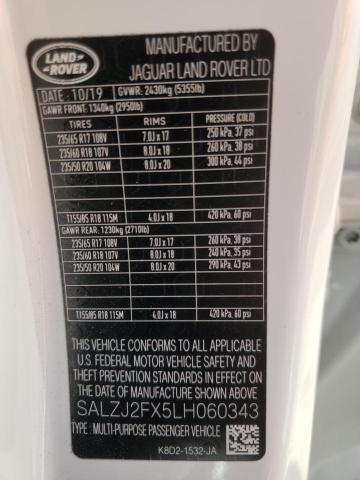 LAND
ROVER
MANUFACTURED BY
JAGUAR LAND ROVER LTD
DATE: 10/19 GVWR: 2430kg (5355lb)
GAWR FRONT: 1340kg (2950lb)
TIRES RIMS PRESSURE (COLD)
235/65 R17 108V 7.0J x 17 250 kPa, 37 psi
235/60 R18 107V 8.0J x 18 260 kPa, 38 psi
235/50 R20 104W 8.0J x 20 300 kPa, 44 psi
T155/85 R18 115M 4.0J x 18 420 kPa, 60 psi
GAWR REAR: 1230kg (2710lb)
235/65 R17 108V 7.0J x 17 260 kPa, 38 psi
235/60 R18 107V 8.0J x 18 240 kPa, 35 psi
235/50 R20 104W 8.0J x 20 290 kPa, 43 psi
T155/85 R18 115M 4.0J x 18 420 kPa, 60 psi
THIS VEHICLE CONFORMS TO ALL APPLICABLE
U.S. FEDERAL MOTOR VEHICLE SAFETY AND
THEFT PREVENTION STANDARDS IN EFFECT
ON THE DATE OF MANUFACTURE SHOWN ABOVE
SALZJ2FX5LH060343
TYPE: MULTI-PURPOSE PASSENGER VEHICLE
K8D2-1532-JA